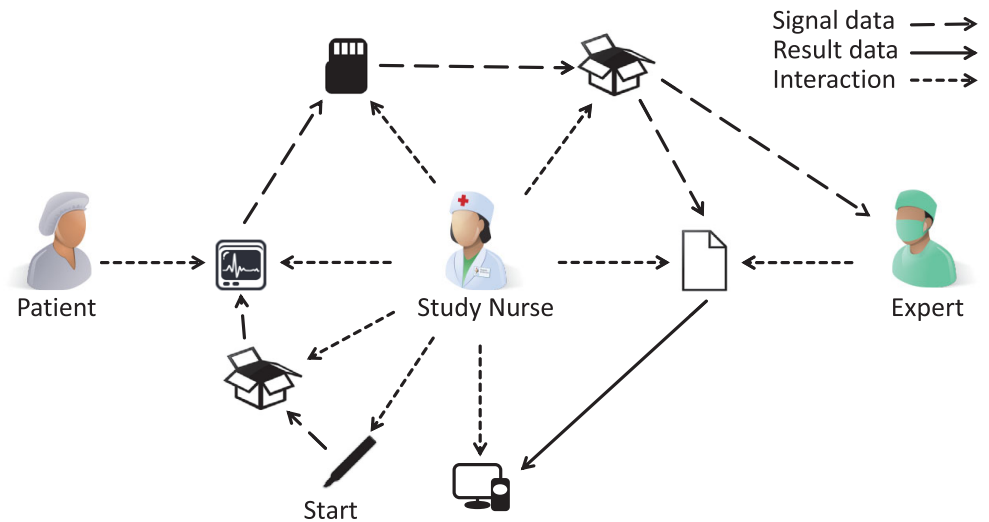 Signal data
Result data
Interaction
Patient
Study Nurse
Expert
Start